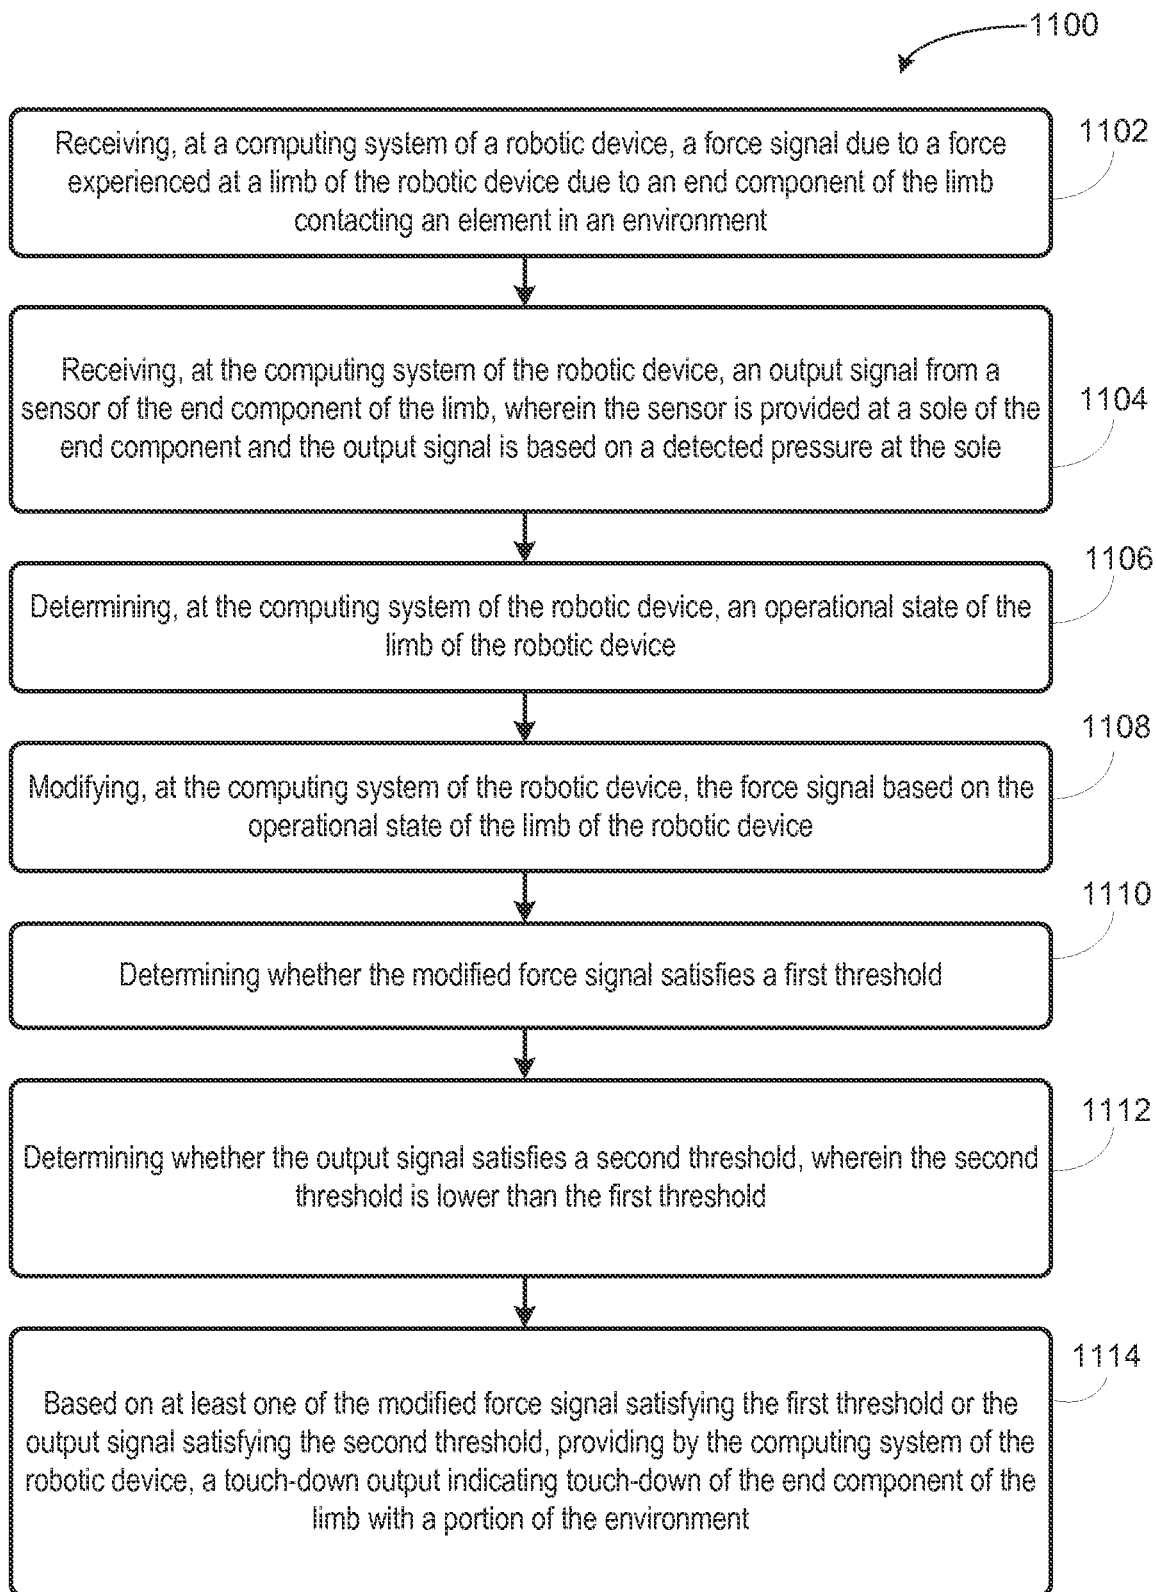 1100
Receiving, at a computing system of a robotic device, a force signal due to a force
experienced at a limb of the robotic device due to an end component of the limb
contacting an element in an environment
1102
Receiving, at the computing system of the robotic device, an output signal from a
sensor of the end component of the limb, wherein the sensor is provided at a sole of the
end component and the output signal is based on a detected pressure at the sole
1104
Determining, at the computing system of the robotic device, an operational state of the
limb of the robotic device
1106
Modifying, at the computing system of the robotic device, the force signal based on the
operational state of the limb of the robotic device
1108
Determining whether the modified force signal satisfies a first threshold
1110
Determining whether the output signal satisfies a second threshold, wherein the second
threshold is lower than the first threshold
1112
Based on at least one of the modified force signal satisfying the first threshold or the
output signal satisfying the second threshold, providing by the computing system of the
robotic device, a touch-down output indicating touch-down of the end component of the
limb with a portion of the environment
1114